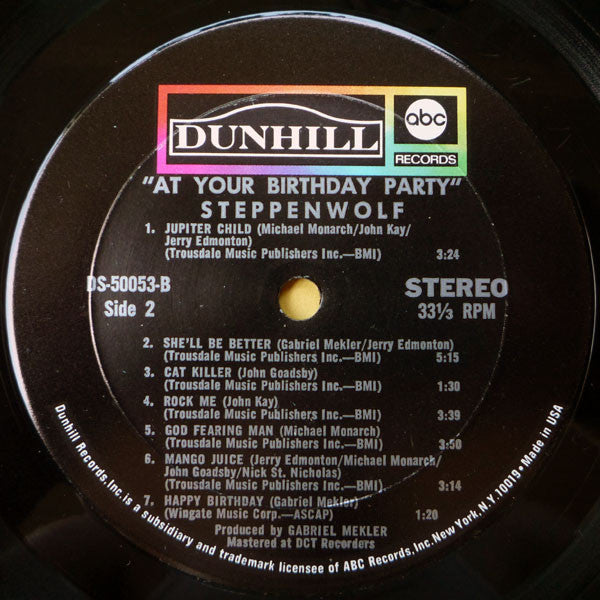 DUNHILL
abc
RECORDS
"AT YOUR BIRTHDAY PARTY"
STEPPENWOLF
1. JUPITER CHILD (Michael Monarch/John Kay/
Jerry Edmonton)
(Trousdale Music Publishers Inc.—BMI) 3:24
DS-50053-B
Side 2
STEREO
33⅓ RPM
2. SHE'LL BE BETTER (Gabriel Mekler/Jerry Edmonton)
(Trousdale Music Publishers Inc.—BMI) 5:15
3. CAT KILLER (John Goadsby)
(Trousdale Music Publishers Inc.—BMI) 1:30
4. ROCK ME (John Kay)
(Trousdale Music Publishers Inc.—BMI) 3:39
5. GOD FEARING MAN (Michael Monarch)
(Trousdale Music Publishers Inc.—BMI) 3:50
6. MANGO JUICE (Jerry Edmonton/Michael Monarch/
John Goadsby/Nick St. Nicholas)
(Trousdale Music Publishers Inc.—BMI) 3:14
7. HAPPY BIRTHDAY (Gabriel Mekler)
(Wingate Music Corp.—ASCAP) 1:20
Produced by GABRIEL MEKLER
Mastered at DCT Recorders
Dunhill Records, Inc. is a subsidiary and trademark licensee of ABC Records, Inc. New York, N.Y. 10019 • Made in USA